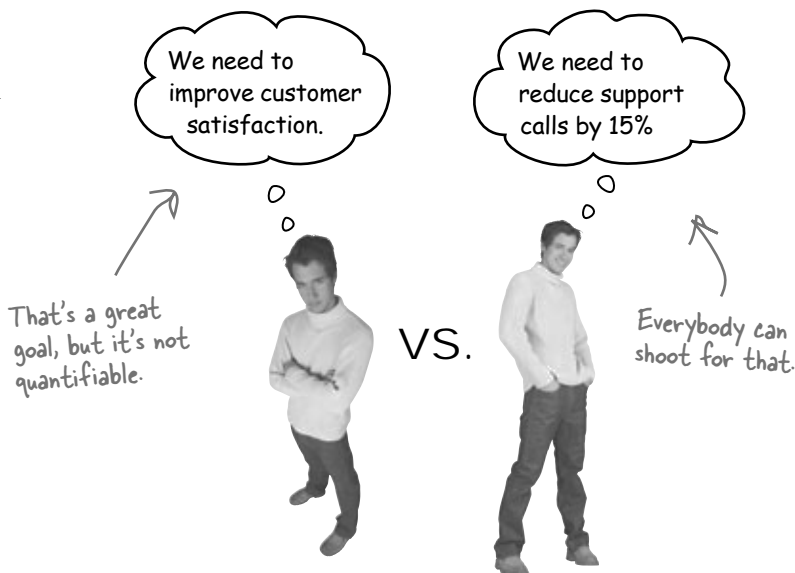 We need to
improve customer
satisfaction.
We need to
reduce support
calls by 15%
That's a great
goal, but it's not
quantifiable.
vs.
Everybody can
shoot for that.